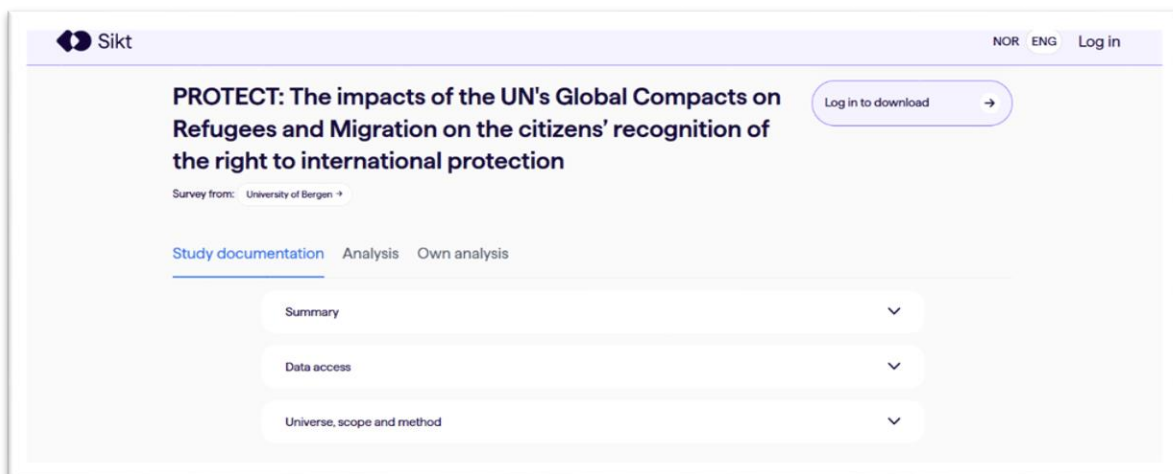 Sikt
NOR ENG Log in
PROTECT: The impacts of the UN's Global Compacts on
Refugees and Migration on the citizens’ recognition of
the right to international protection
Log in to download →
Survey from: University of Bergen →
Study documentation Analysis Own analysis
Summary
Data access
Universe, scope and method